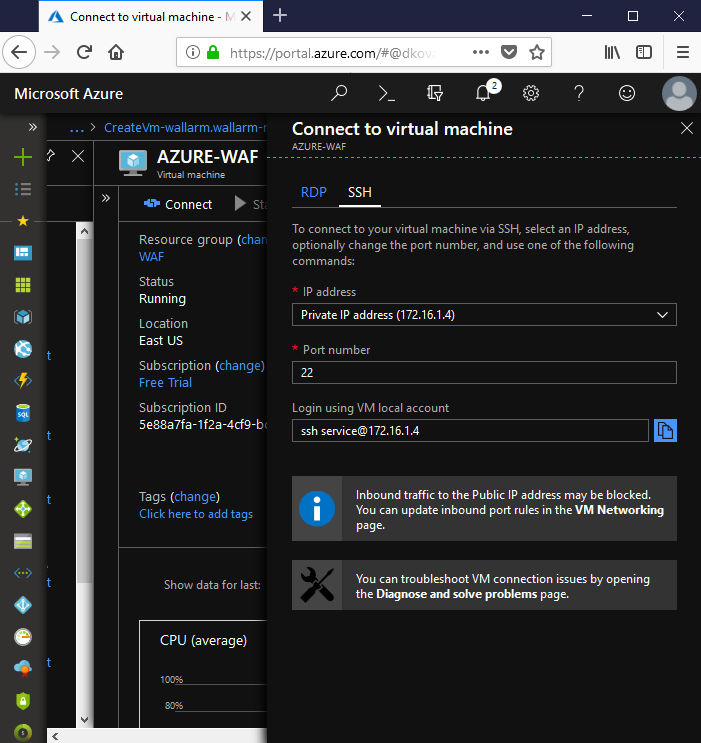 Connect to virtual machine - M
https://portal.azure.com/#@dkova
Microsoft Azure
2
... > CreateVm-wallarm.wallarm-n
AZURE-WAF
Virtual machine
Connect
Sta
Resource group (chan
WAF
Status
Running
Location
East US
Subscription (change)
Free Trial
Subscription ID
5e88a7fa-1f2a-4cf9-bc
Tags (change)
Click here to add tags
Show data for last:
CPU (average)
100%
80%
t
t
t
t
t
SQL
Connect to virtual machine
AZURE-WAF
RDP
SSH
To connect to your virtual machine via SSH, select an IP address,
optionally change the port number, and use one of the following
commands:
* IP address
Private IP address (172.16.1.4)
* Port number
22
Login using VM local account
ssh service@172.16.1.4
Inbound traffic to the Public IP address may be blocked.
You can update inbound port rules in the VM Networking
page.
You can troubleshoot VM connection issues by opening
the Diagnose and solve problems page.